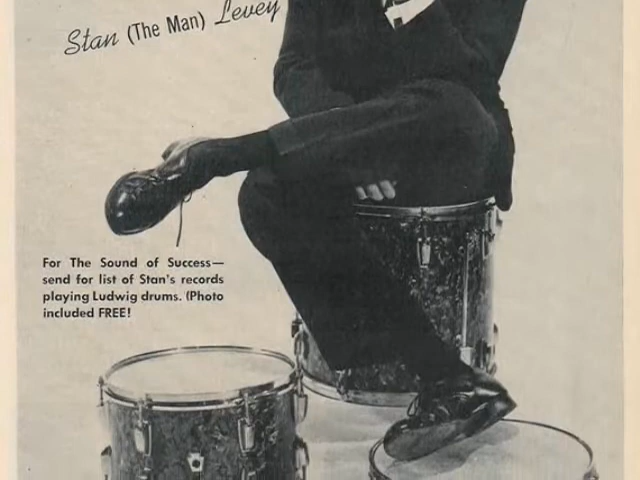 Stan (The Man) Levey
For The Sound of Success—
send for list of Stan's records
playing Ludwig drums. (Photo
included FREE!